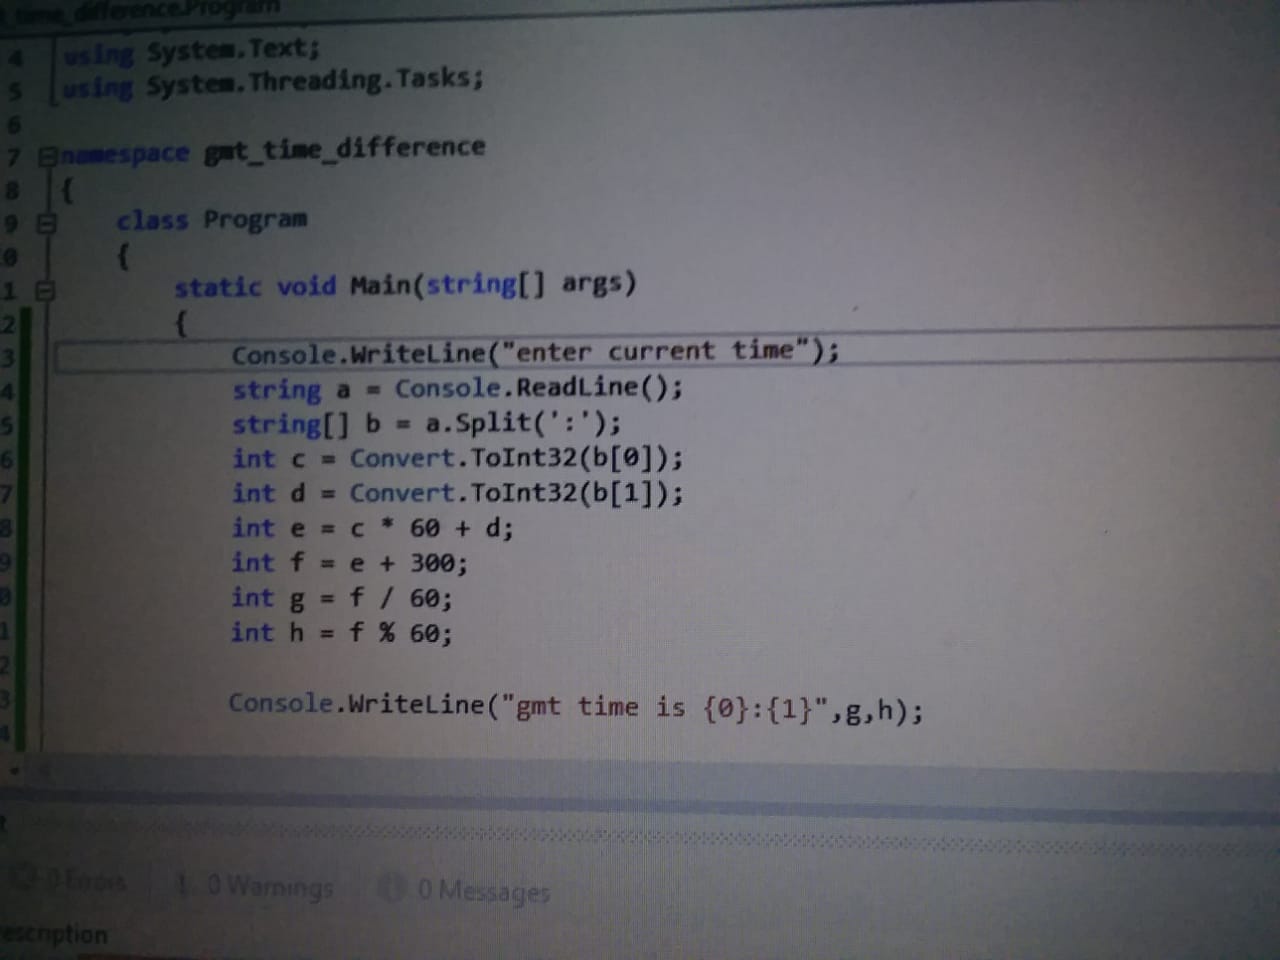 time_difference.Program
4 using System.Text;
5 using System.Threading.Tasks;
6
7 namespace gmt_time_difference
8 {
9 class Program
0 {
1 static void Main(string[] args)
2 {
3 Console.WriteLine("enter current time");
4 string a = Console.ReadLine();
5 string[] b = a.Split(':');
6 int c = Convert.ToInt32(b[0]);
7 int d = Convert.ToInt32(b[1]);
8 int e = c * 60 + d;
9 int f = e + 300;
0 int g = f / 60;
1 int h = f % 60;
2
3 Console.WriteLine("gmt time is {0}:{1}",g,h);
4
0 Errors 0 Warnings 0 Messages
escription